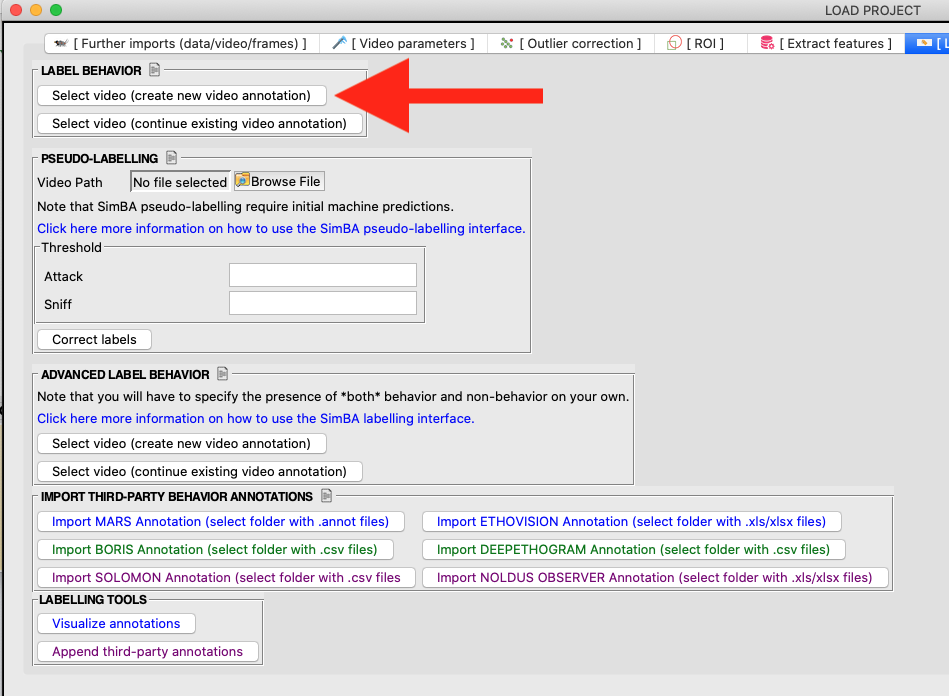 LOAD PROJECT
[ Further imports (data/video/frames) ] [ Video parameters ] [ Outlier correction ] [ ROI ] [ Extract features ] [
LABEL BEHAVIOR
Select video (create new video annotation)
Select video (continue existing video annotation)
PSEUDO-LABELLING
Video Path No file selected Browse File
Note that SimBA pseudo-labelling require initial machine predictions.
Click here more information on how to use the SimBA pseudo-labelling interface.
Threshold
Attack
Sniff
Correct labels
ADVANCED LABEL BEHAVIOR
Note that you will have to specify the presence of *both* behavior and non-behavior on your own.
Click here more information on how to use the SimBA labelling interface.
Select video (create new video annotation)
Select video (continue existing video annotation)
IMPORT THIRD-PARTY BEHAVIOR ANNOTATIONS
Import MARS Annotation (select folder with .annot files) Import ETHOVISION Annotation (select folder with .xls/xlsx files)
Import BORIS Annotation (select folder with .csv files) Import DEEPETHOGRAM Annotation (select folder with .csv files)
Import SOLOMON Annotation (select folder with .csv files Import NOLDUS OBSERVER Annotation (select folder with .xls/xlsx files)
LABELLING TOOLS
Visualize annotations
Append third-party annotations